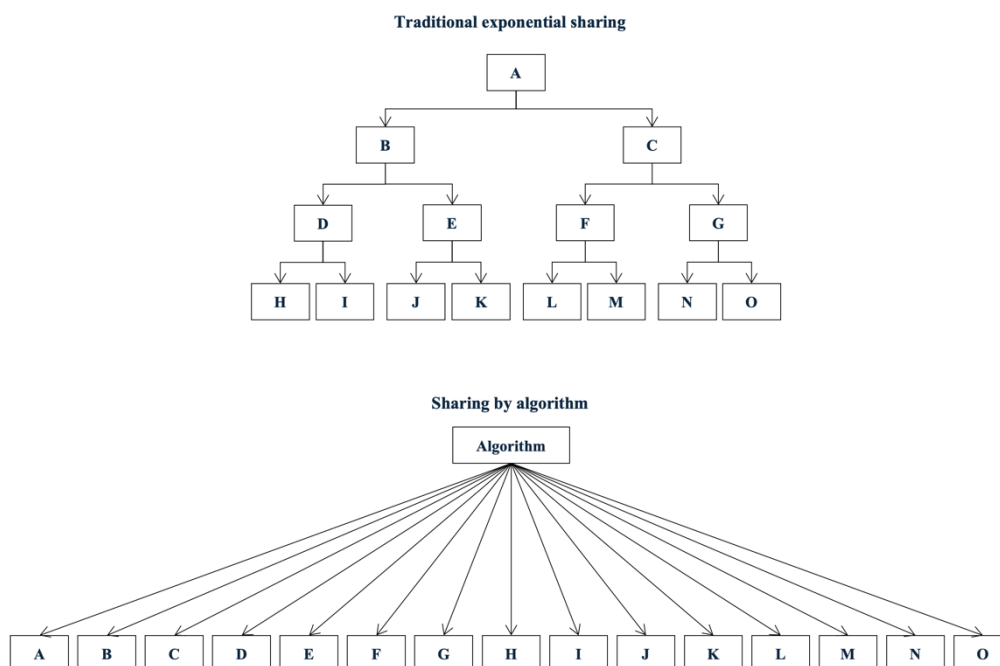 Traditional exponential sharing
A
B C
D E F G
H I J K L M N O
Sharing by algorithm
Algorithm
A B C D E F G H I J K L M N O